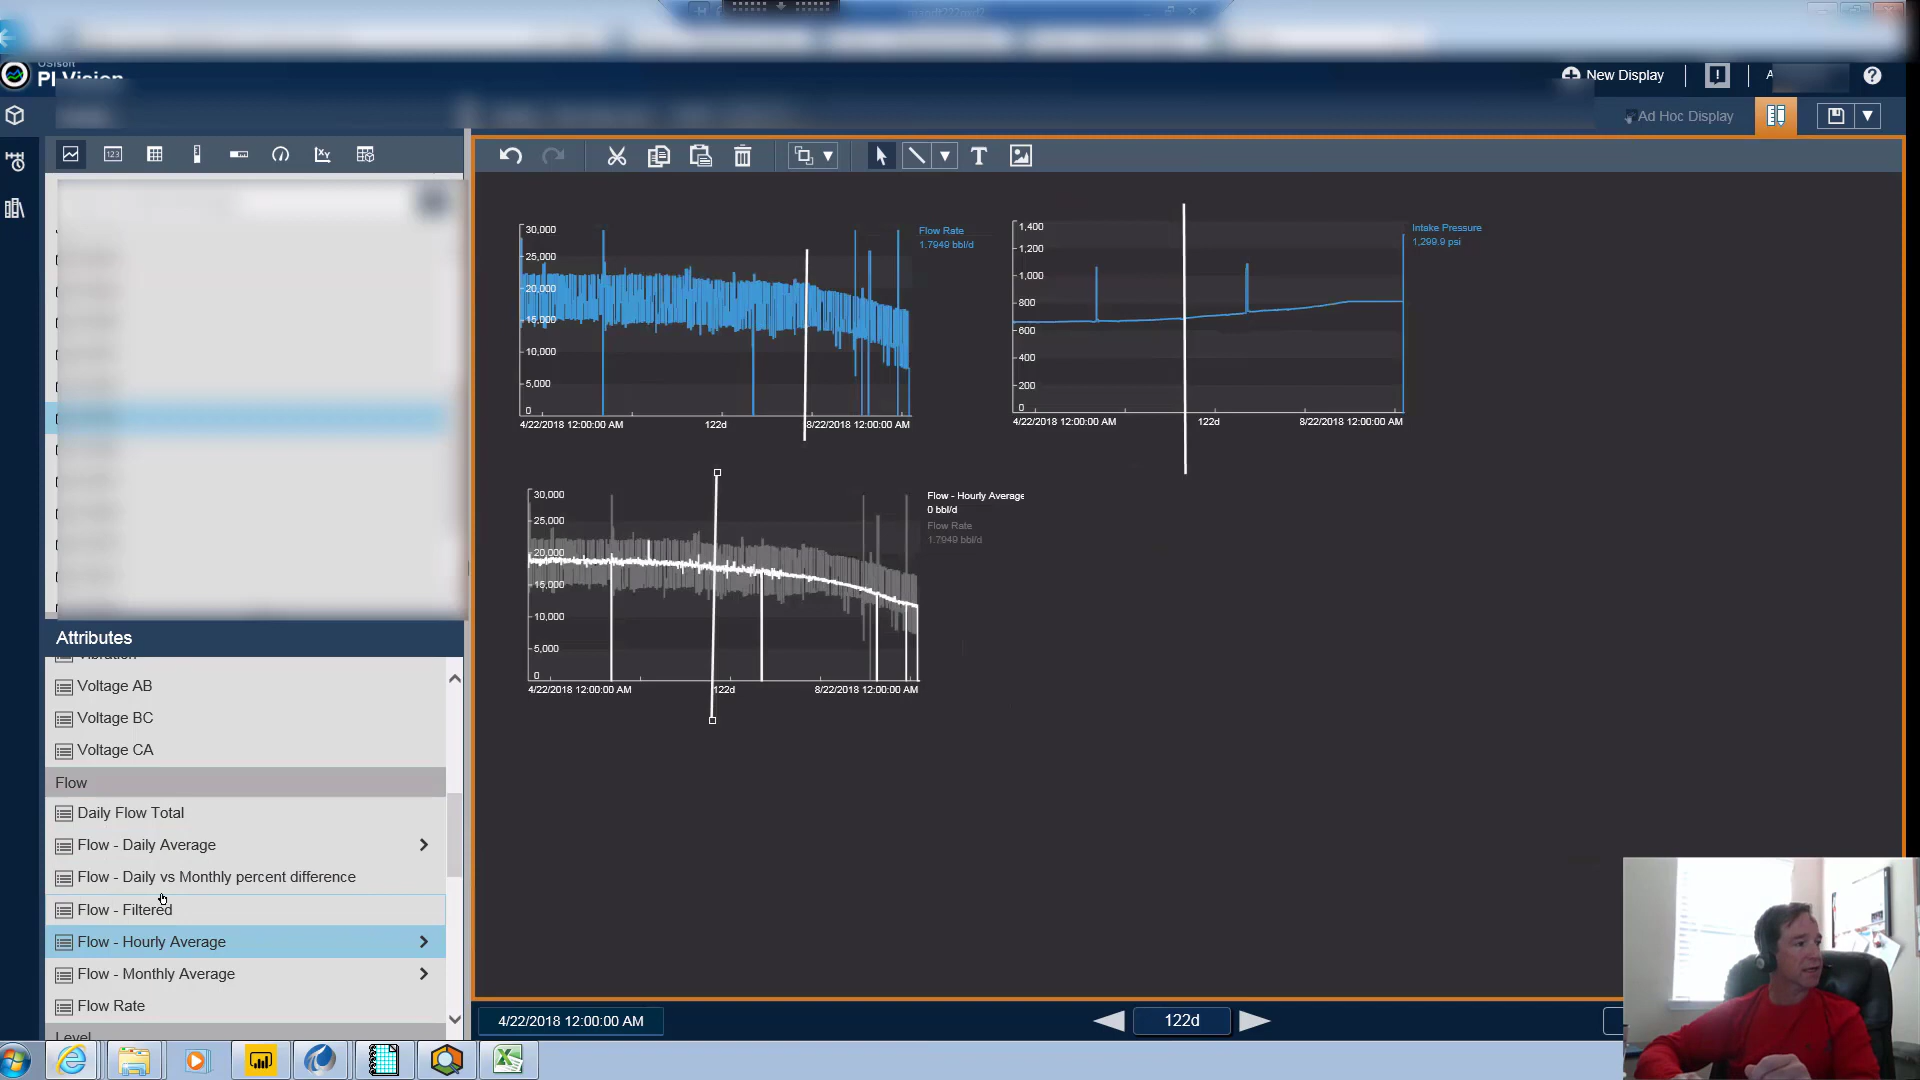 OSIsoft
PI Vision
New Display
A
Ad Hoc Display
123
30,000
25,000
20,000
15,000
10,000
5,000
0
4/22/2018 12:00:00 AM
122d
8/22/2018 12:00:00 AM
Flow Rate
1.7949 bbl/d
1,400
1,200
1,000
800
600
400
200
0
4/22/2018 12:00:00 AM
122d
8/22/2018 12:00:00 AM
Intake Pressure
1,299.9 psi
30,000
25,000
20,000
15,000
10,000
5,000
0
4/22/2018 12:00:00 AM
122d
8/22/2018 12:00:00 AM
Flow - Hourly Average
0 bbl/d
Flow Rate
1.7949 bbl/d
Attributes
Vibration
Voltage AB
Voltage BC
Voltage CA
Flow
Daily Flow Total
Flow - Daily Average
Flow - Daily vs Monthly percent difference
Flow - Filtered
Flow - Hourly Average
Flow - Monthly Average
Flow Rate
Level
4/22/2018 12:00:00 AM
122d